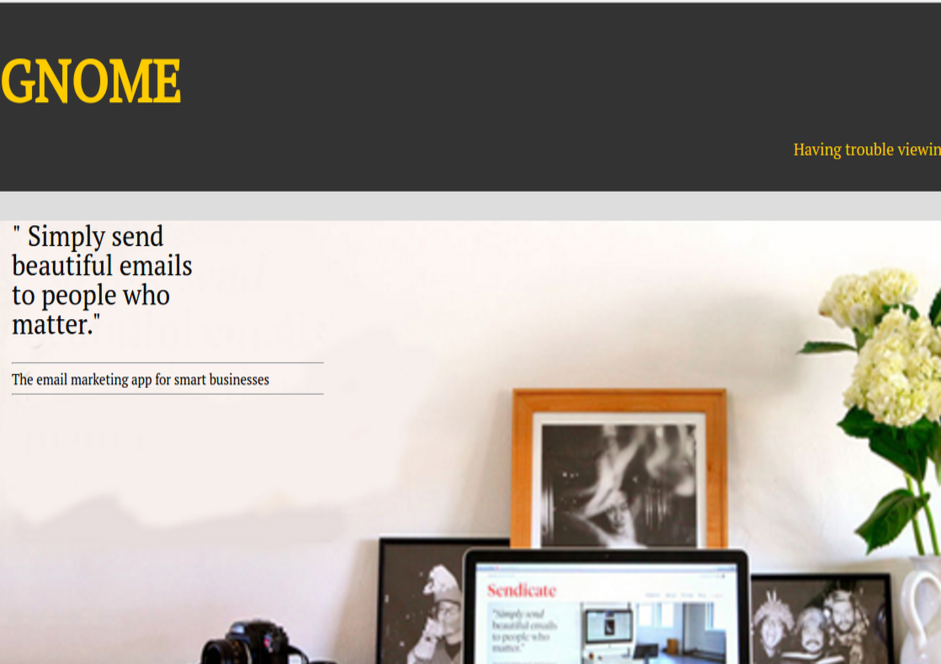 GNOME
Having trouble viewin
" Simply send
beautiful emails
to people who
matter."
The email marketing app for smart businesses
Sendicate
"Simply send
beautiful emails
to people who
matter."